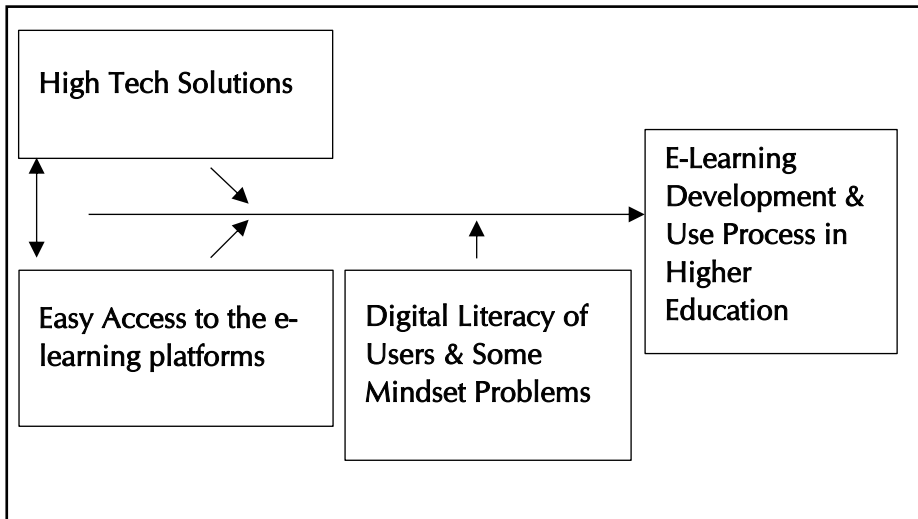 High Tech Solutions
Easy Access to the e-
learning platforms
Digital Literacy of
Users & Some
Mindset Problems
E-Learning
Development &
Use Process in
Higher
Education